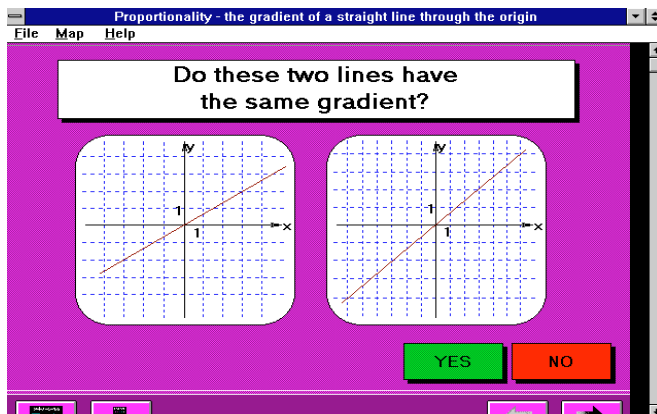 Proportionality - the gradient of a straight line through the origin
File Map Help
Do these two lines have
the same gradient?
y
1
1
x
y
1
1
x
YES
NO